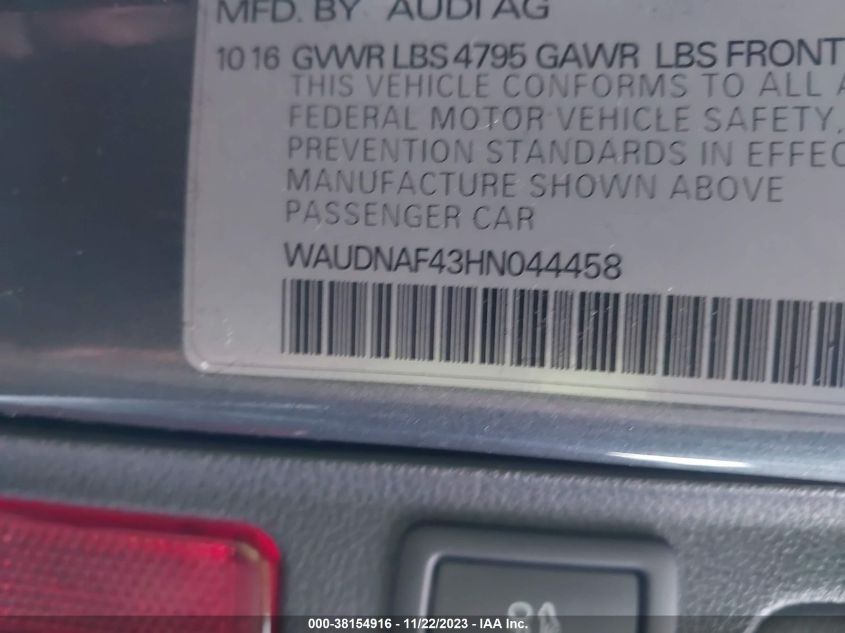 MFD. BY AUDI AG
10 16 GVWR LBS 4795 GAWR LBS FRONT
THIS VEHICLE CONFORMS TO ALL A
FEDERAL MOTOR VEHICLE SAFETY,
PREVENTION STANDARDS IN EFFEC
MANUFACTURE SHOWN ABOVE
PASSENGER CAR
WAUDNAF43HN044458
000-38154916 - 11/22/2023 - IAA Inc.